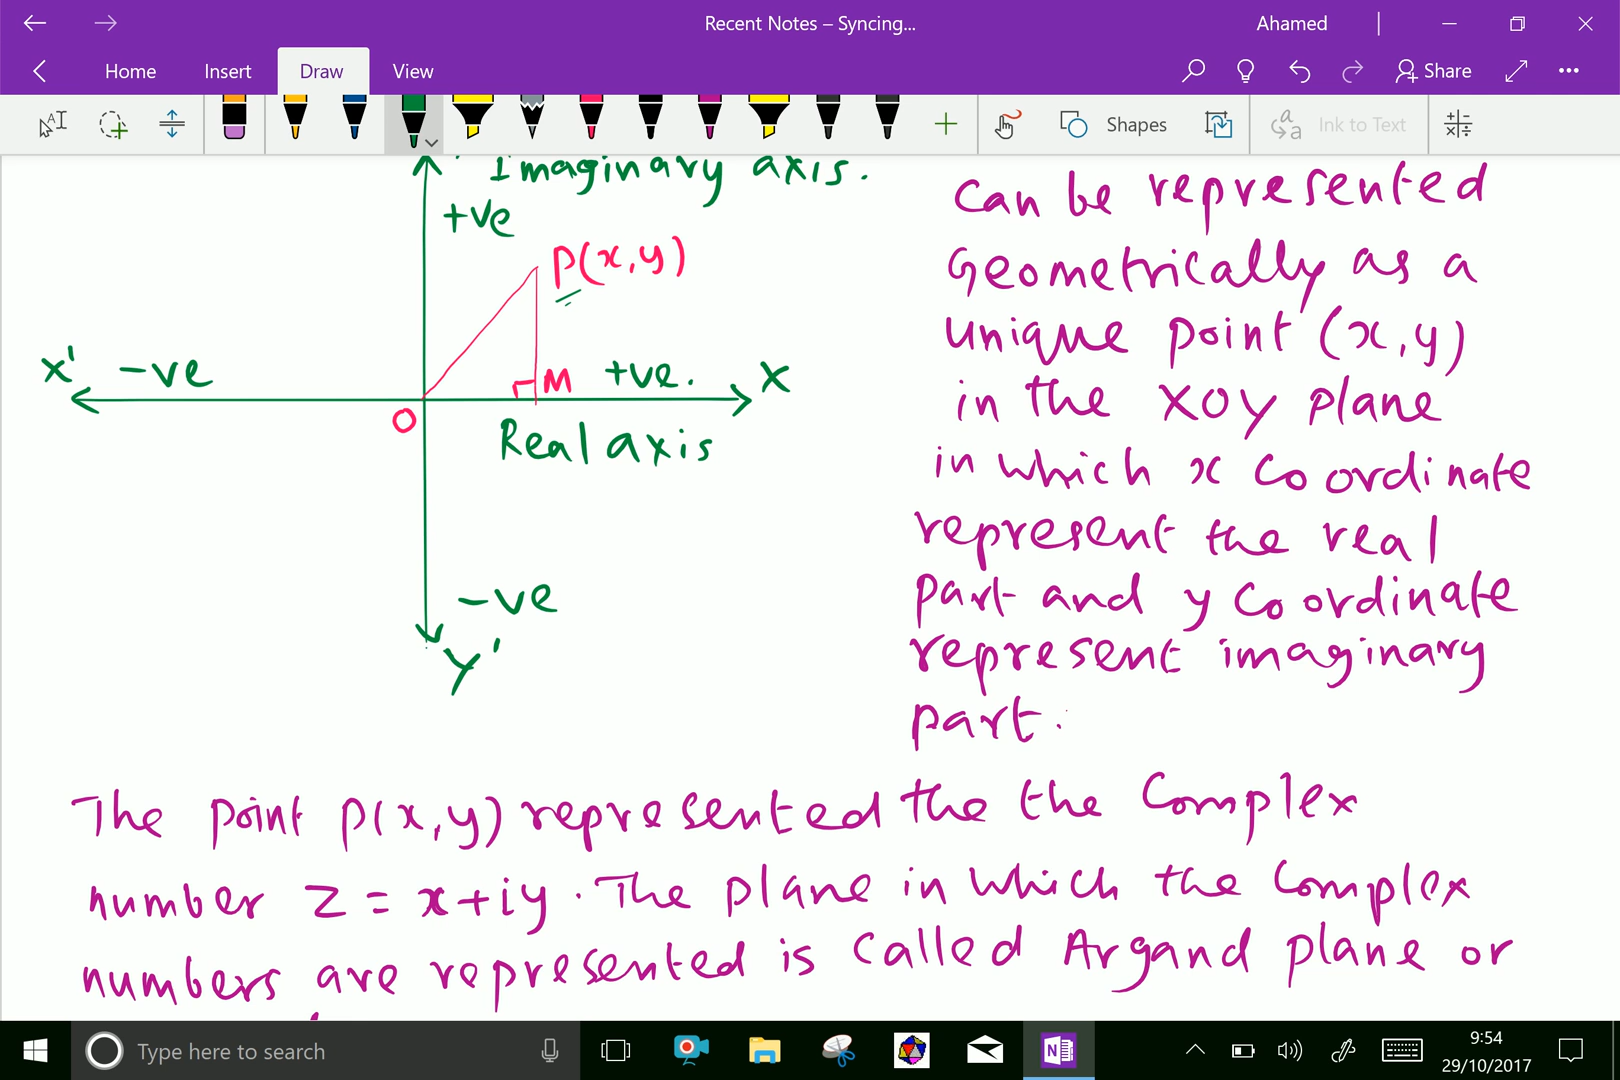 Recent Notes – Syncing...
Ahamed
Home
Insert
Draw
View
Share
Shapes
Ink to Text
Imaginary axis.
+ve
P(x,y)
X' -ve
M +ve. X
O
Real axis
-ve
Y'
Can be represented
Geometrically as a
unique point (x,y)
in the XOY plane
in which x coordinate
represent the real
part and y coordinate
represent imaginary
part.
The point P(x,y) represented the the complex
number z = x+iy. The plane in which the complex
numbers are represented is called Argand plane or
Type here to search
9:54
29/10/2017